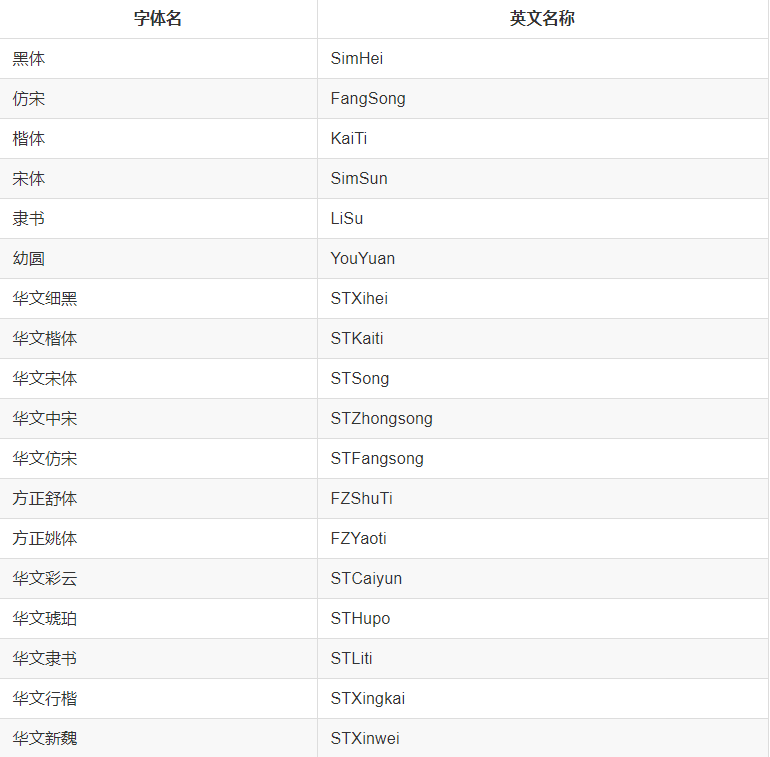 字体名 英文名称
黑体 SimHei
仿宋 FangSong
楷体 KaiTi
宋体 SimSun
隶书 LiSu
幼圆 YouYuan
华文细黑 STXihei
华文楷体 STKaiti
华文宋体 STSong
华文中宋 STZhongsong
华文仿宋 STFangsong
方正舒体 FZShuTi
方正姚体 FZYaoti
华文彩云 STCaiyun
华文琥珀 STHupo
华文隶书 STLiti
华文行楷 STXingkai
华文新魏 STXinwei